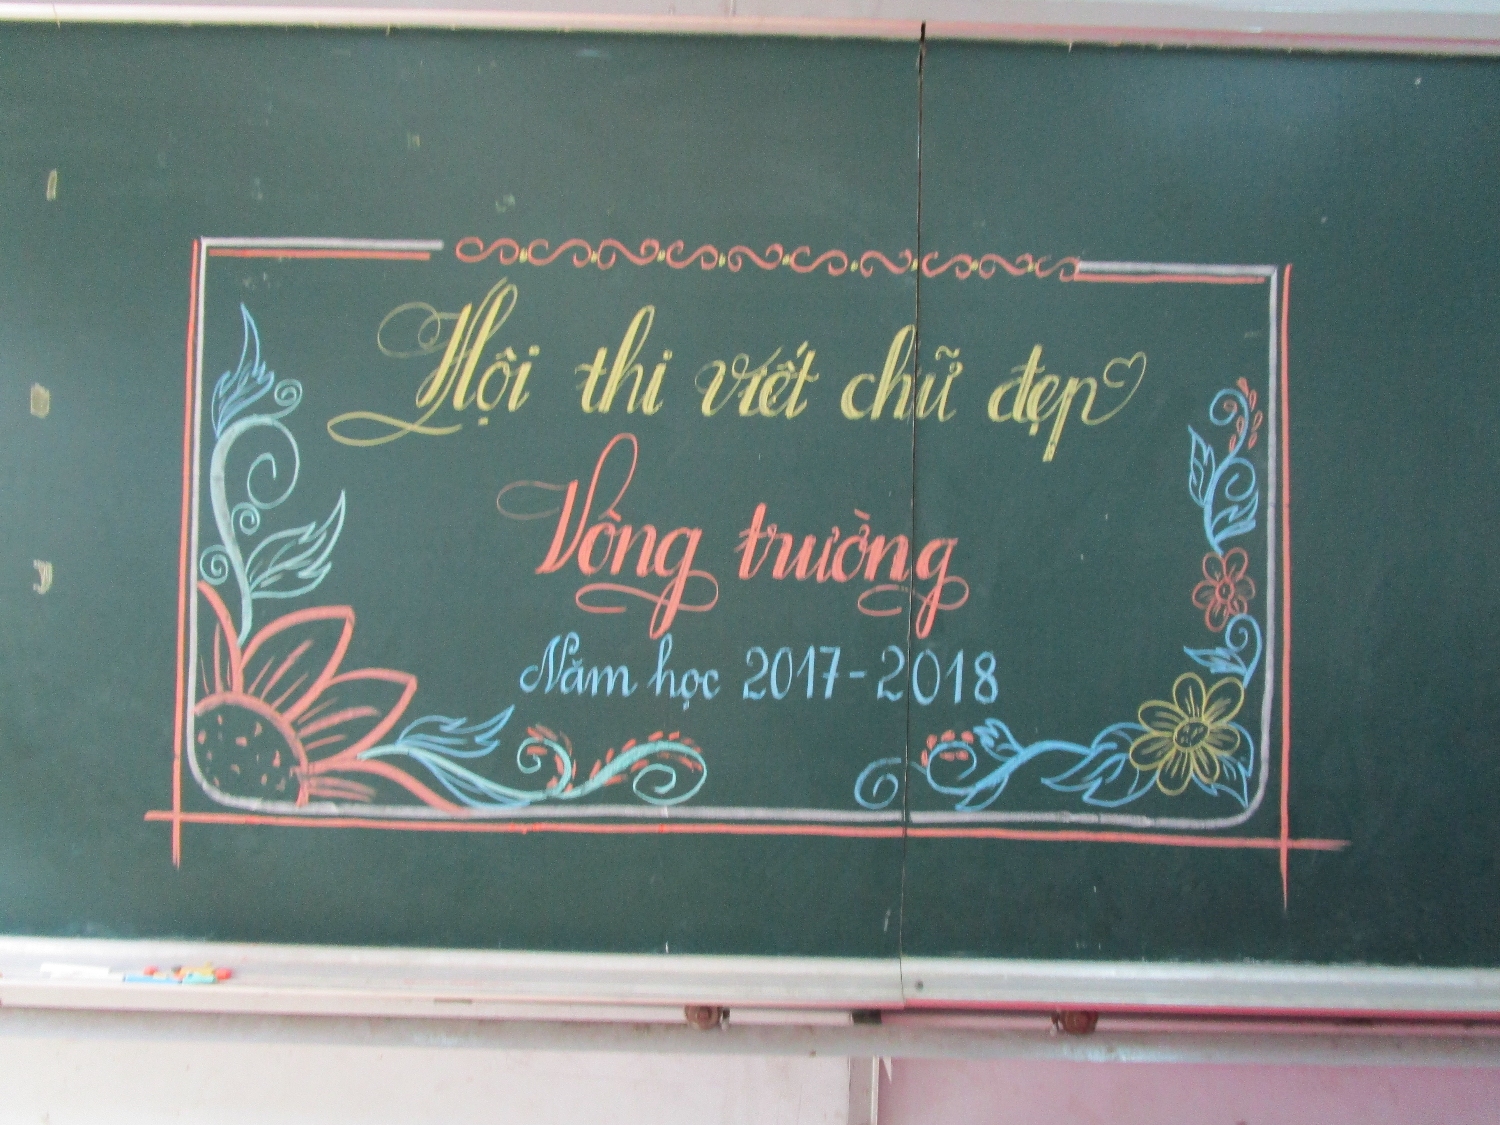 Hội thi viết chữ đẹp
Vòng trường
Năm học 2017-2018